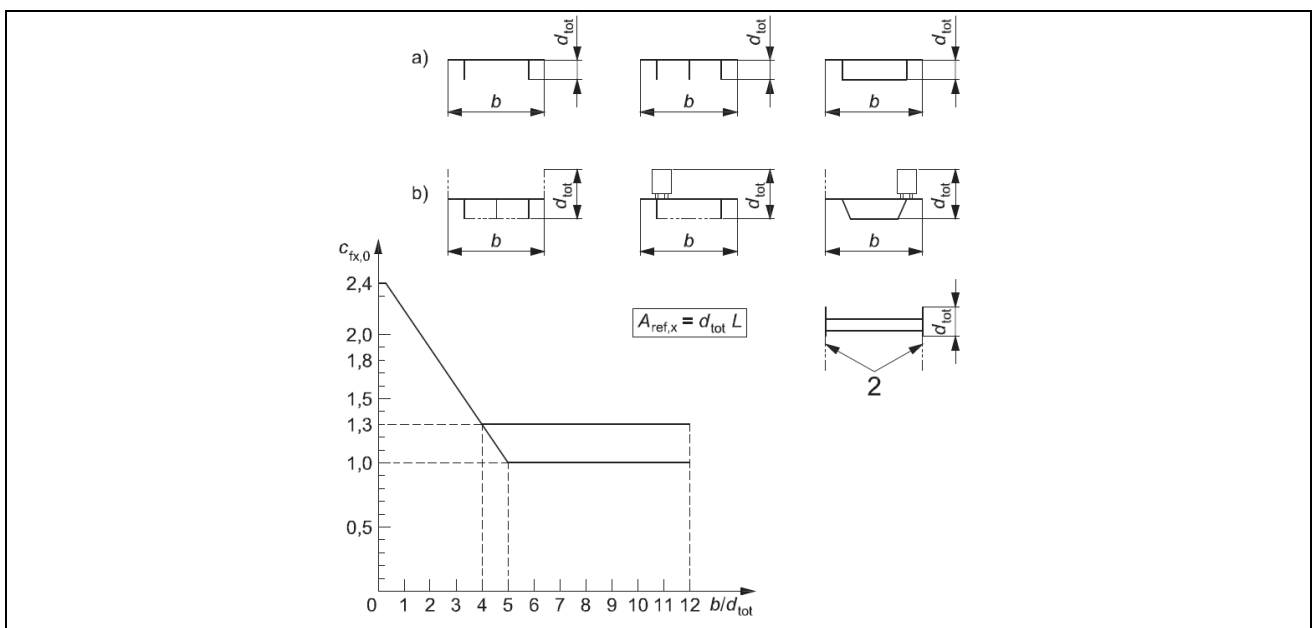 a)
d_tot
d_tot
d_tot
b
b
b
b)
d_tot
d_tot
d_tot
b
b
b
c_fx,0
2,4
2,0
1,8
1,5
1,3
1,0
0,5
A_ref,x = d_tot L
d_tot
2
0 1 2 3 4 5 6 7 8 9 10 11 12 b/d_tot